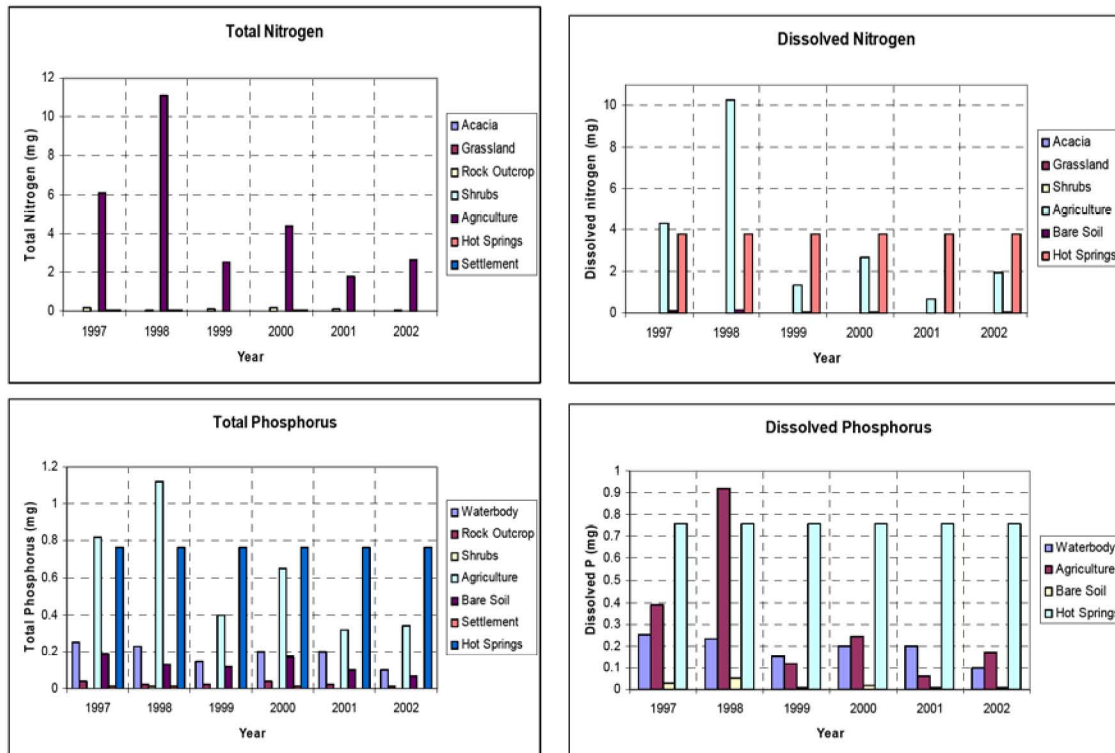 Total Nitrogen
12
10
8
6
4
2
0
Total Nitrogen (mg)
1997 1998 1999 2000 2001 2002
Year
Acacia
Grassland
Rock Outcrop
Shrubs
Agriculture
Hot Springs
Settlement
Dissolved Nitrogen
10
8
6
4
2
0
Dissolved nitrogen (mg)
1997 1998 1999 2000 2001 2002
Year
Acacia
Grassland
Shrubs
Agriculture
Bare Soil
Hot Springs
Total Phosphorus
1.2
1
0.8
0.6
0.4
0.2
0
Total Phosphorus (mg)
1997 1998 1999 2000 2001 2002
Year
Waterbody
Rock Outcrop
Shrubs
Agriculture
Bare Soil
Settlement
Hot Springs
Dissolved Phosphorus
1
0.9
0.8
0.7
0.6
0.5
0.4
0.3
0.2
0.1
0
Dissolved P (mg)
1997 1998 1999 2000 2001 2002
Year
Waterbody
Agriculture
Bare Soil
Hot Springs